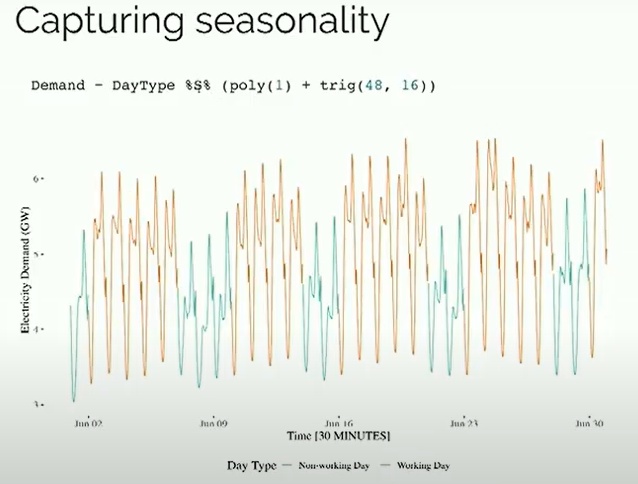 Capturing seasonality
Demand ~ DayType %S% (poly(1) + trig(48, 16))
Electricity Demand (GW)
6
5
4
3
Jun 02 Jun 09 Jun 16 Jun 23 Jun 30
Time [30 MINUTES]
Day Type — Non-working Day — Working Day